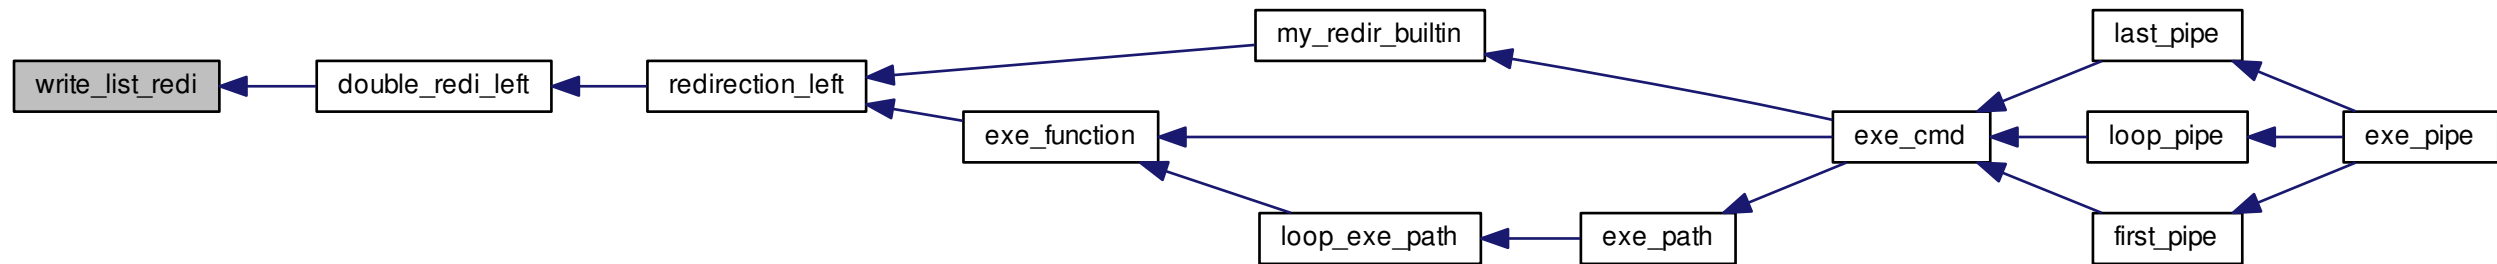 write_list_redi
double_redi_left
redirection_left
my_redir_builtin
exe_function
loop_exe_path
exe_path
exe_cmd
last_pipe
loop_pipe
first_pipe
exe_pipe